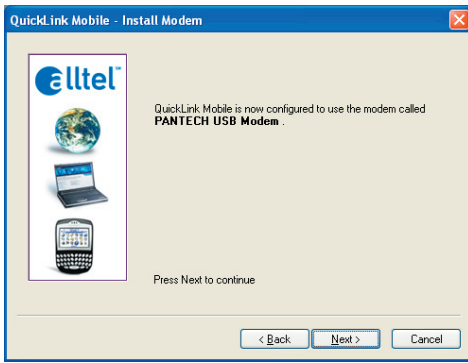 QuickLink Mobile - Install Modem
alltel
QuickLink Mobile is now configured to use the modem called
PANTECH USB Modem .
Press Next to continue
< Back
Next >
Cancel